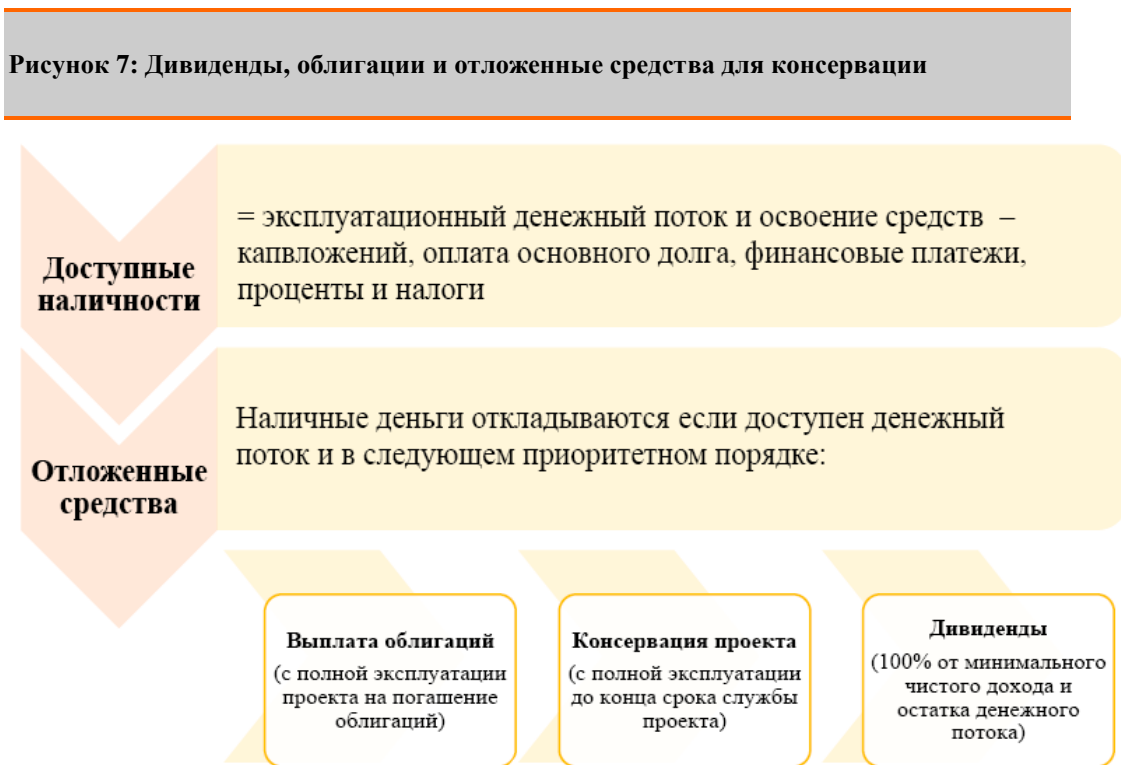 Рисунок 7: Дивиденды, облигации и отложенные средства для консервации
Доступные
наличности
= эксплуатационный денежный поток и освоение средств –
капвложений, оплата основного долга, финансовые платежи,
проценты и налоги
Отложенные
средства
Наличные деньги откладываются если доступен денежный
поток и в следующем приоритетном порядке:
Выплата облигаций
(с полной эксплуатации
проекта на погашение
облигаций)
Консервация проекта
(с полной эксплуатации
до конца срока службы
проекта)
Дивиденды
(100% от минимального
чистого дохода и
остатка денежного
потока)